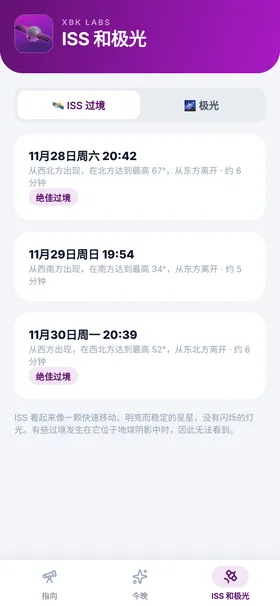 XBK LABS
ISS 和极光
ISS 过境
极光
11月28日周六 20:42
从西北方出现，在北方达到最高 67°，从东方离开 · 约 6
分钟
绝佳过境
11月29日周日 19:54
从西南方出现，在南方达到最高 34°，从东方离开 · 约 5
分钟
11月30日周一 20:39
从西方出现，在西北方达到最高 52°，从东北方离开 · 约 6
分钟
绝佳过境
ISS 看起来像一颗快速移动、明亮而稳定的星星，没有闪烁的灯
光。有些过境发生在它位于地球阴影中时，因此无法看到。
指向
今晚
ISS 和极光